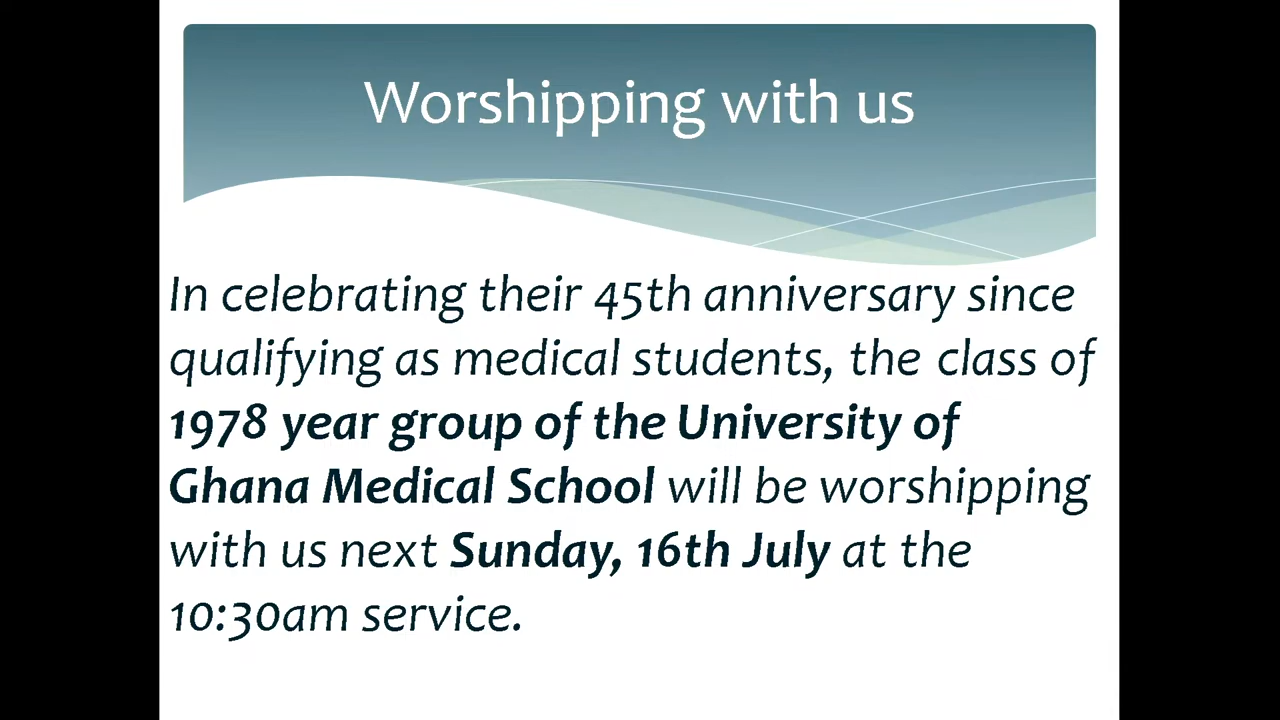 Worshipping with us
In celebrating their 45th anniversary since
qualifying as medical students, the class of
1978 year group of the University of
Ghana Medical School will be worshipping
with us next Sunday, 16th July at the
10:30am service.